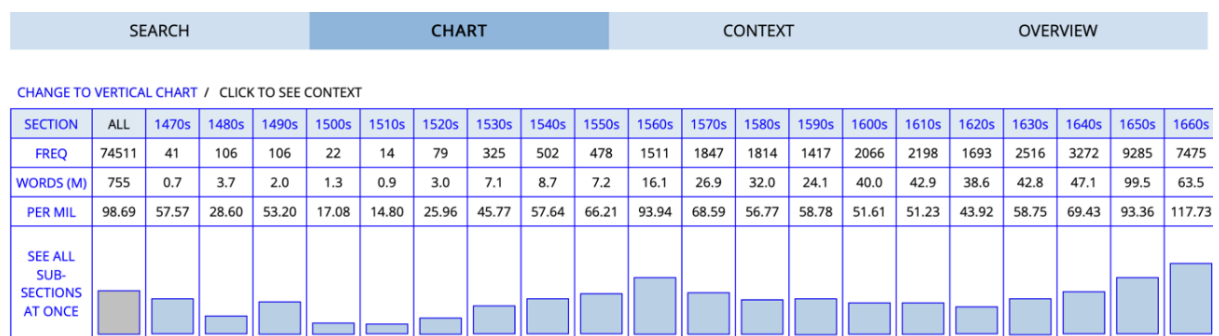 SEARCH CHART CONTEXT OVERVIEW
CHANGE TO VERTICAL CHART / CLICK TO SEE CONTEXT
SECTION ALL 1470s 1480s 1490s 1500s 1510s 1520s 1530s 1540s 1550s 1560s 1570s 1580s 1590s 1600s 1610s 1620s 1630s 1640s 1650s 1660s
FREQ 74511 41 106 106 22 14 79 325 502 478 1511 1847 1814 1417 2066 2198 1693 2516 3272 9285 7475
WORDS (M) 755 0.7 3.7 2.0 1.3 0.9 3.0 7.1 8.7 7.2 16.1 26.9 32.0 24.1 40.0 42.9 38.6 42.8 47.1 99.5 63.5
PER MIL 98.69 57.57 28.60 53.20 17.08 14.80 25.96 45.77 57.64 66.21 93.94 68.59 56.77 58.78 51.61 51.23 43.92 58.75 69.43 93.36 117.73
SEE ALL
SUB-
SECTIONS
AT ONCE